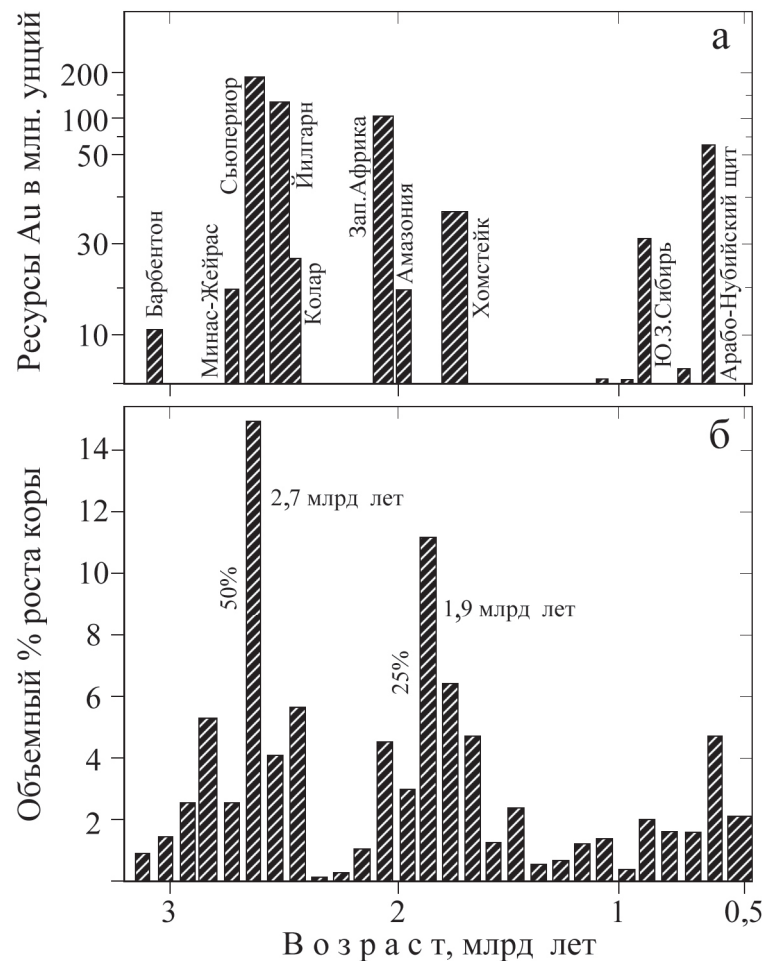 Ресурсы Au в млн. унций
200
100
50
30
10
а
Барбентон
Минас-Жейрас
Сьюпериор
Йилгарн
Колар
Зап.Африка
Амазония
Хомстейк
Ю.З.Сибирь
Арабо-Нубийский щит
Объемный % роста коры
14
12
10
8
6
4
2
б
50%
2,7 млрд лет
25%
1,9 млрд лет
3
2
1
0,5
Возраст, млрд лет